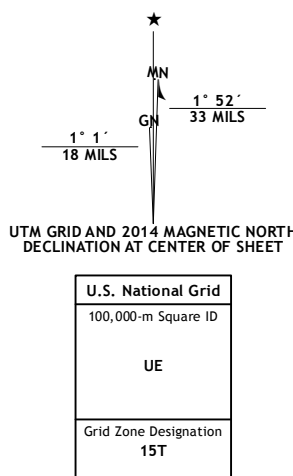 ★
MN
1° 52´
33 MILS
GN
1° 1´
18 MILS
UTM GRID AND 2014 MAGNETIC NORTH
DECLINATION AT CENTER OF SHEET
U.S. National Grid
100,000-m Square ID
UE
Grid Zone Designation
15T